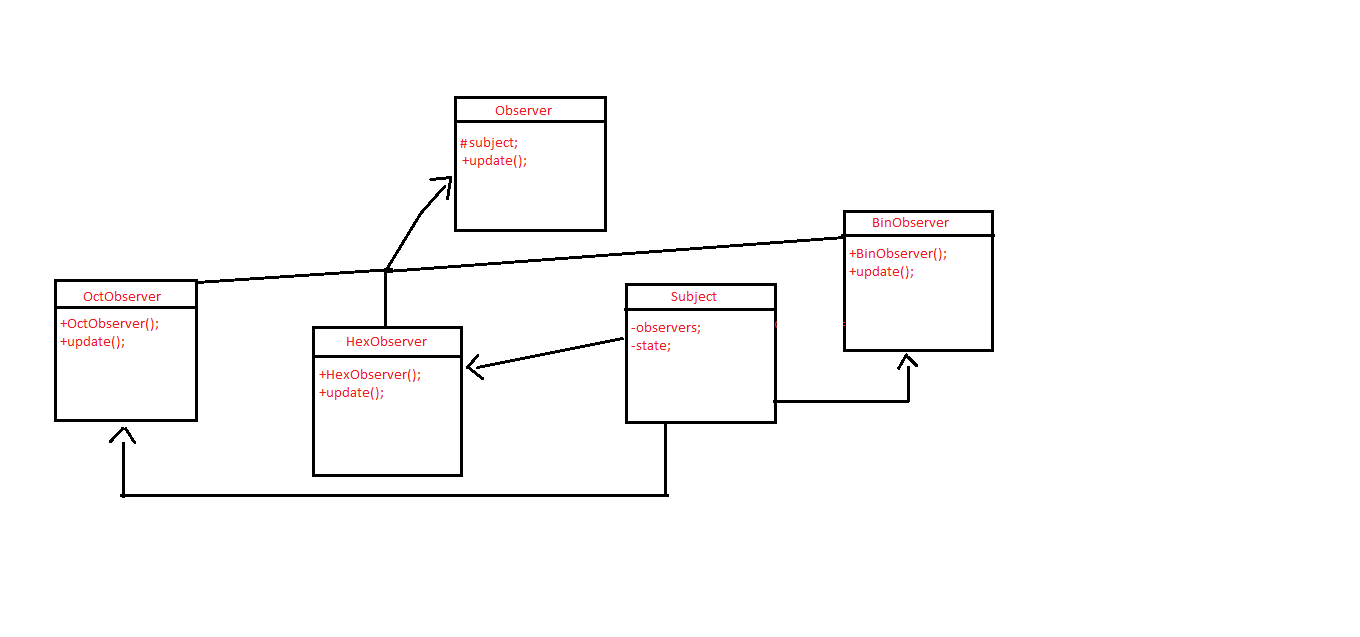 Observer
#subject;
+update();
BinObserver
+BinObserver();
+update();
OctObserver
+OctObserver();
+update();
Subject
-observers;
-state;
HexObserver
+HexObserver();
+update();